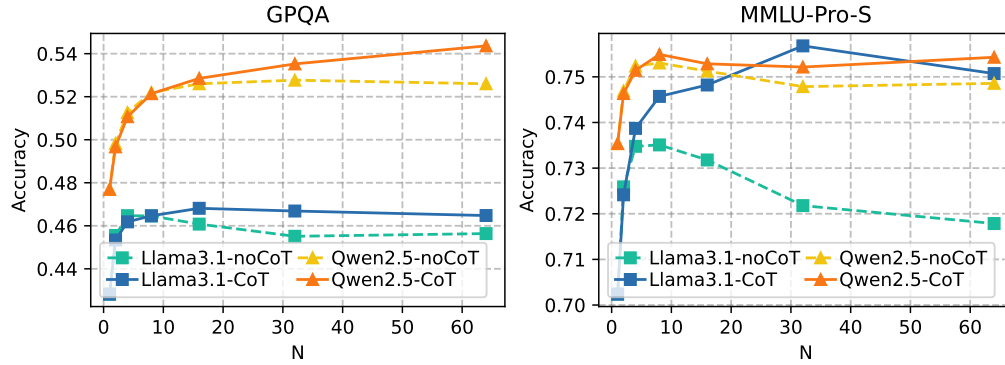 GPQA
Accuracy
0.54
0.52
0.50
0.48
0.46
0.44
Llama3.1-noCoT
Llama3.1-CoT
Qwen2.5-noCoT
Qwen2.5-CoT
0 10 20 30 40 50 60
N
MMLU-Pro-S
Accuracy
0.75
0.74
0.73
0.72
0.71
0.70
Llama3.1-noCoT
Llama3.1-CoT
Qwen2.5-noCoT
Qwen2.5-CoT
0 10 20 30 40 50 60
N